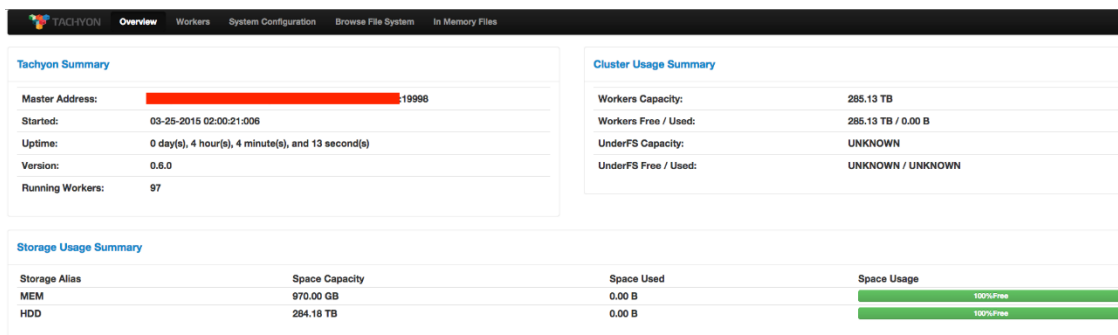 TACHYON Overview Workers System Configuration Browse File System In Memory Files
Tachyon Summary
Master Address: :19998
Started: 03-25-2015 02:00:21:006
Uptime: 0 day(s), 4 hour(s), 4 minute(s), and 13 second(s)
Version: 0.6.0
Running Workers: 97
Cluster Usage Summary
Workers Capacity: 285.13 TB
Workers Free / Used: 285.13 TB / 0.00 B
UnderFS Capacity: UNKNOWN
UnderFS Free / Used: UNKNOWN / UNKNOWN
Storage Usage Summary
Storage Alias Space Capacity Space Used Space Usage
MEM 970.00 GB 0.00 B 100%Free
HDD 284.18 TB 0.00 B 100%Free